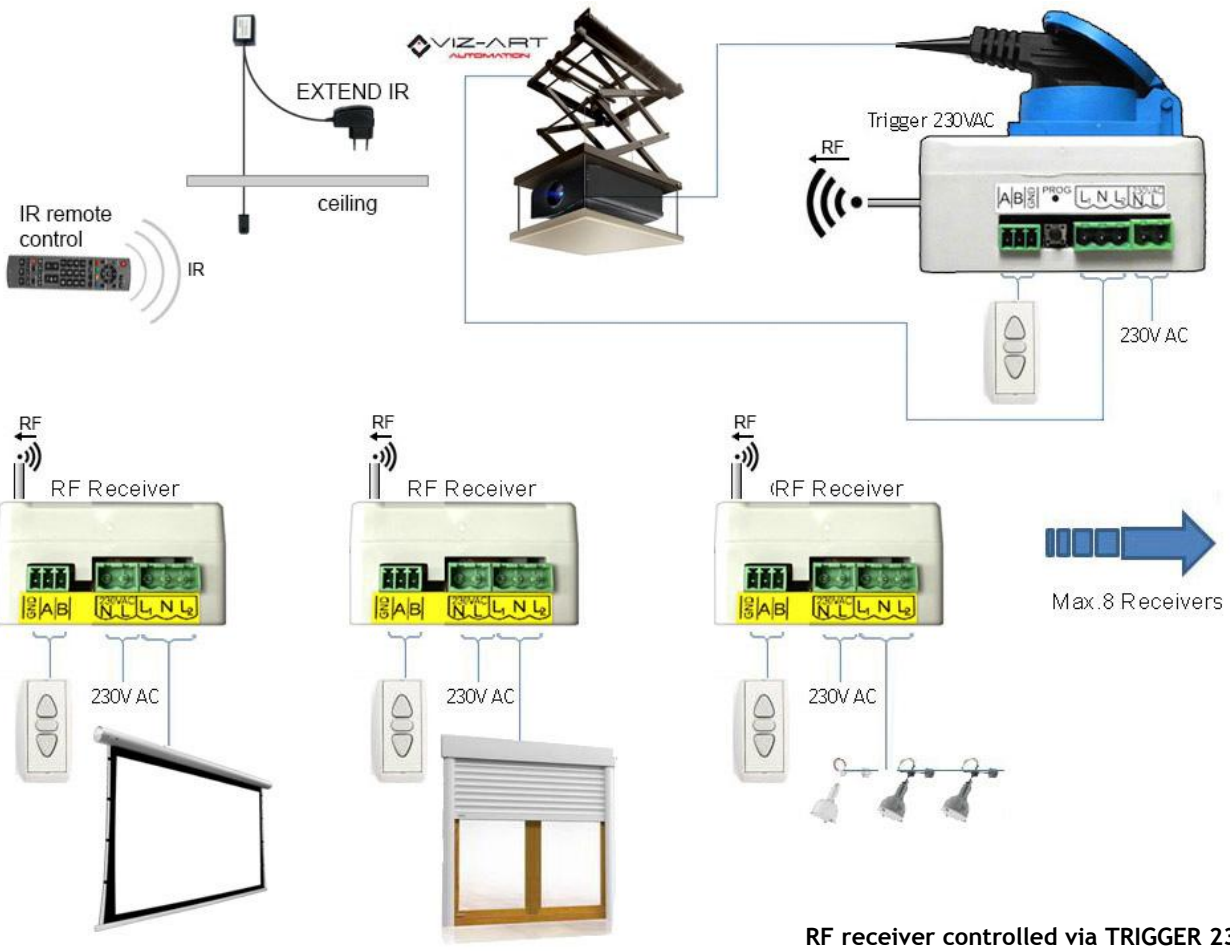 VIZ-ART
AUTOMATION
EXTEND IR
ceiling
IR remote
control
IR
Trigger 230VAC
RF
A B GND PROG L1 N L2 230VAC N L
230V AC
RF
RF Receiver
GND A B 230VAC N L L1 N L2
230V AC
RF
RF Receiver
GND A B 230VAC N L L1 N L2
230V AC
RF
(RF Receiver
GND A B 230VAC N L L1 N L2
230V AC
Max.8 Receivers
RF receiver controlled via TRIGGER 23